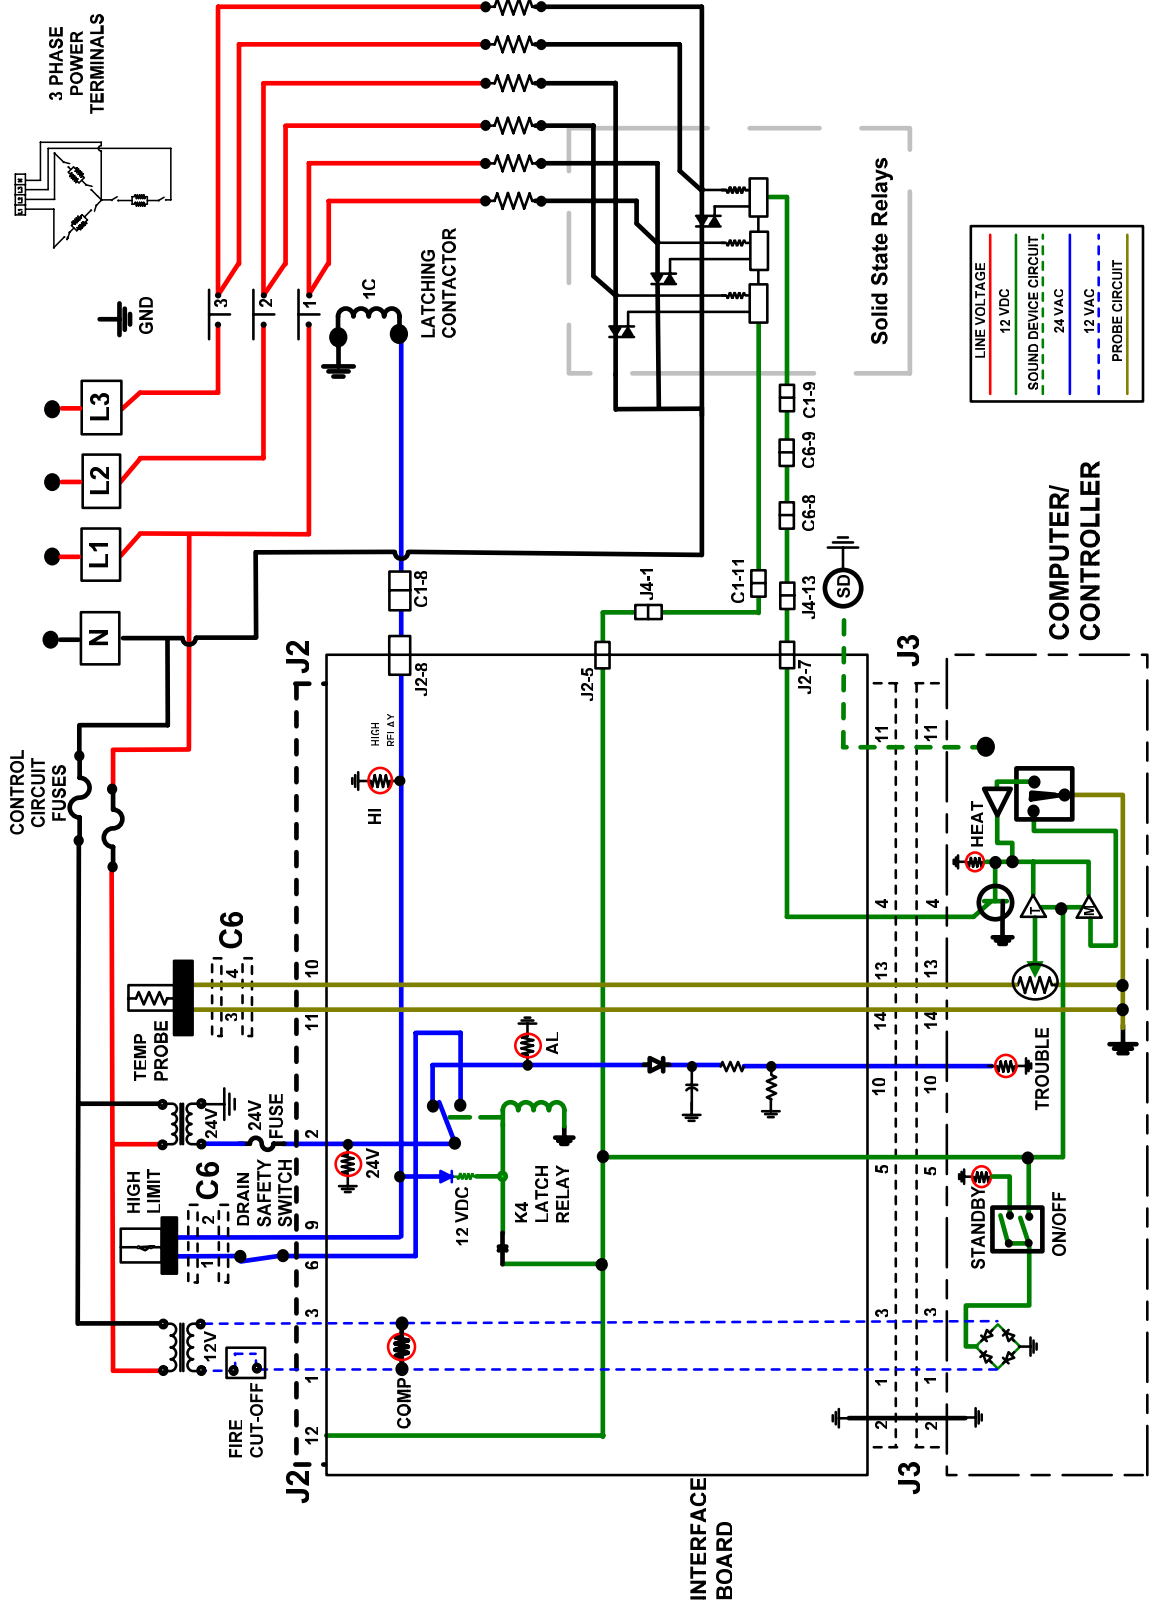 3 PHASE
POWER
TERMINALS
GND
L3
L2
L1
N
3
2
1
1C
LATCHING
CONTACTOR
Solid State Relays
LINE VOLTAGE
12 VDC
SOUND DEVICE CIRCUIT
24 VAC
12 VAC
PROBE CIRCUIT
C1-9
C6-9
C6-8
J4-13
C1-11
J4-1
C1-8
J2-8
J2-5
J2-7
SD
J2
J3
COMPUTER/
CONTROLLER
CONTROL
CIRCUIT
FUSES
HIGH
HI
11
11
HEAT
T
M
4
4
C6
3
4
TEMP
PROBE
10
11
13
14
13
14
AL
10
10
TROUBLE
24V
24V
FUSE
2
24V
5
5
HIGH
LIMIT
C6
1
2
DRAIN
SAFETY
SWITCH
9
6
12 VDC
K4
LATCH
RELAY
STANDBY
ON/OFF
12V
3
1
3
1
3
1
FIRE
CUT-OFF
COMP
12
2
2
J2
J3
INTERFACE
BOARD